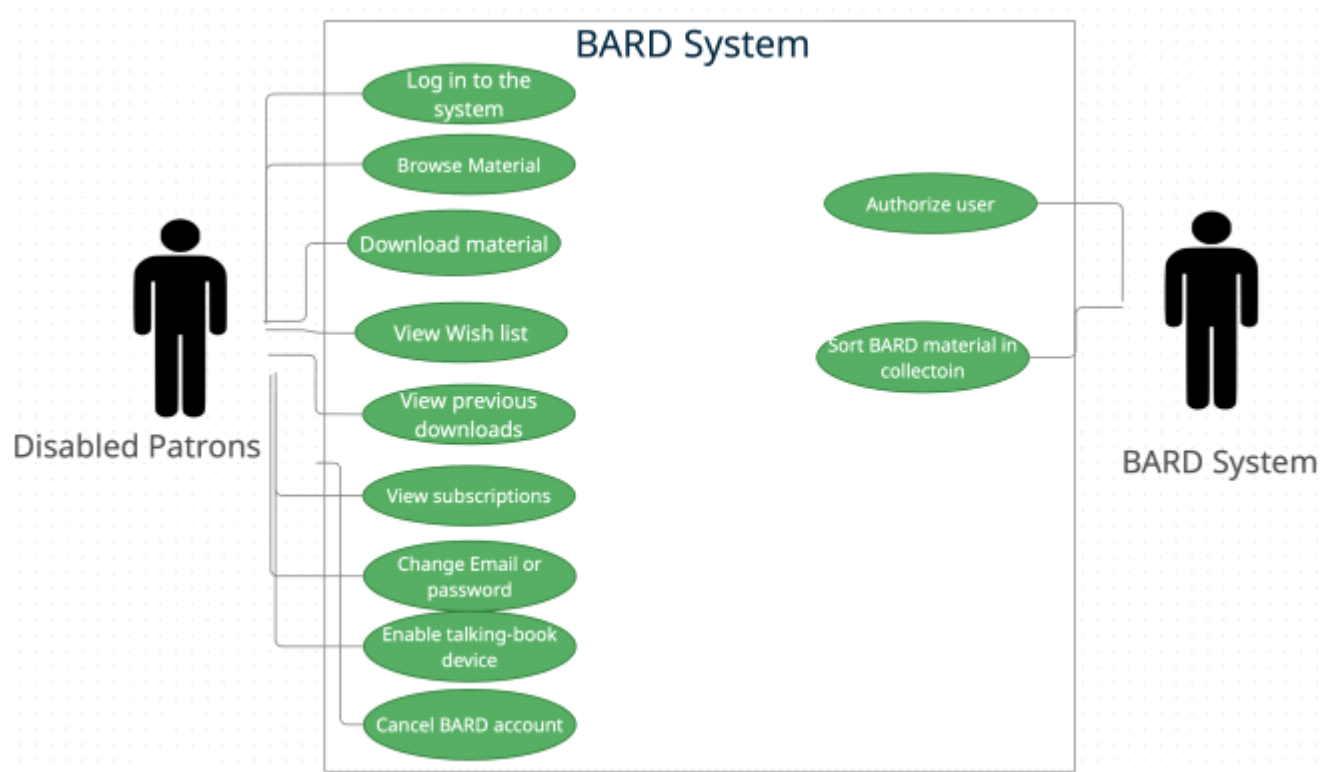 BARD System
Log in to the
system
Browse Material
Download material
View Wish list
View previous
downloads
View subscriptions
Change Email or
password
Enable talking-book
device
Cancel BARD account
Authorize user
Sort BARD material in
collectoin
Disabled Patrons
BARD System